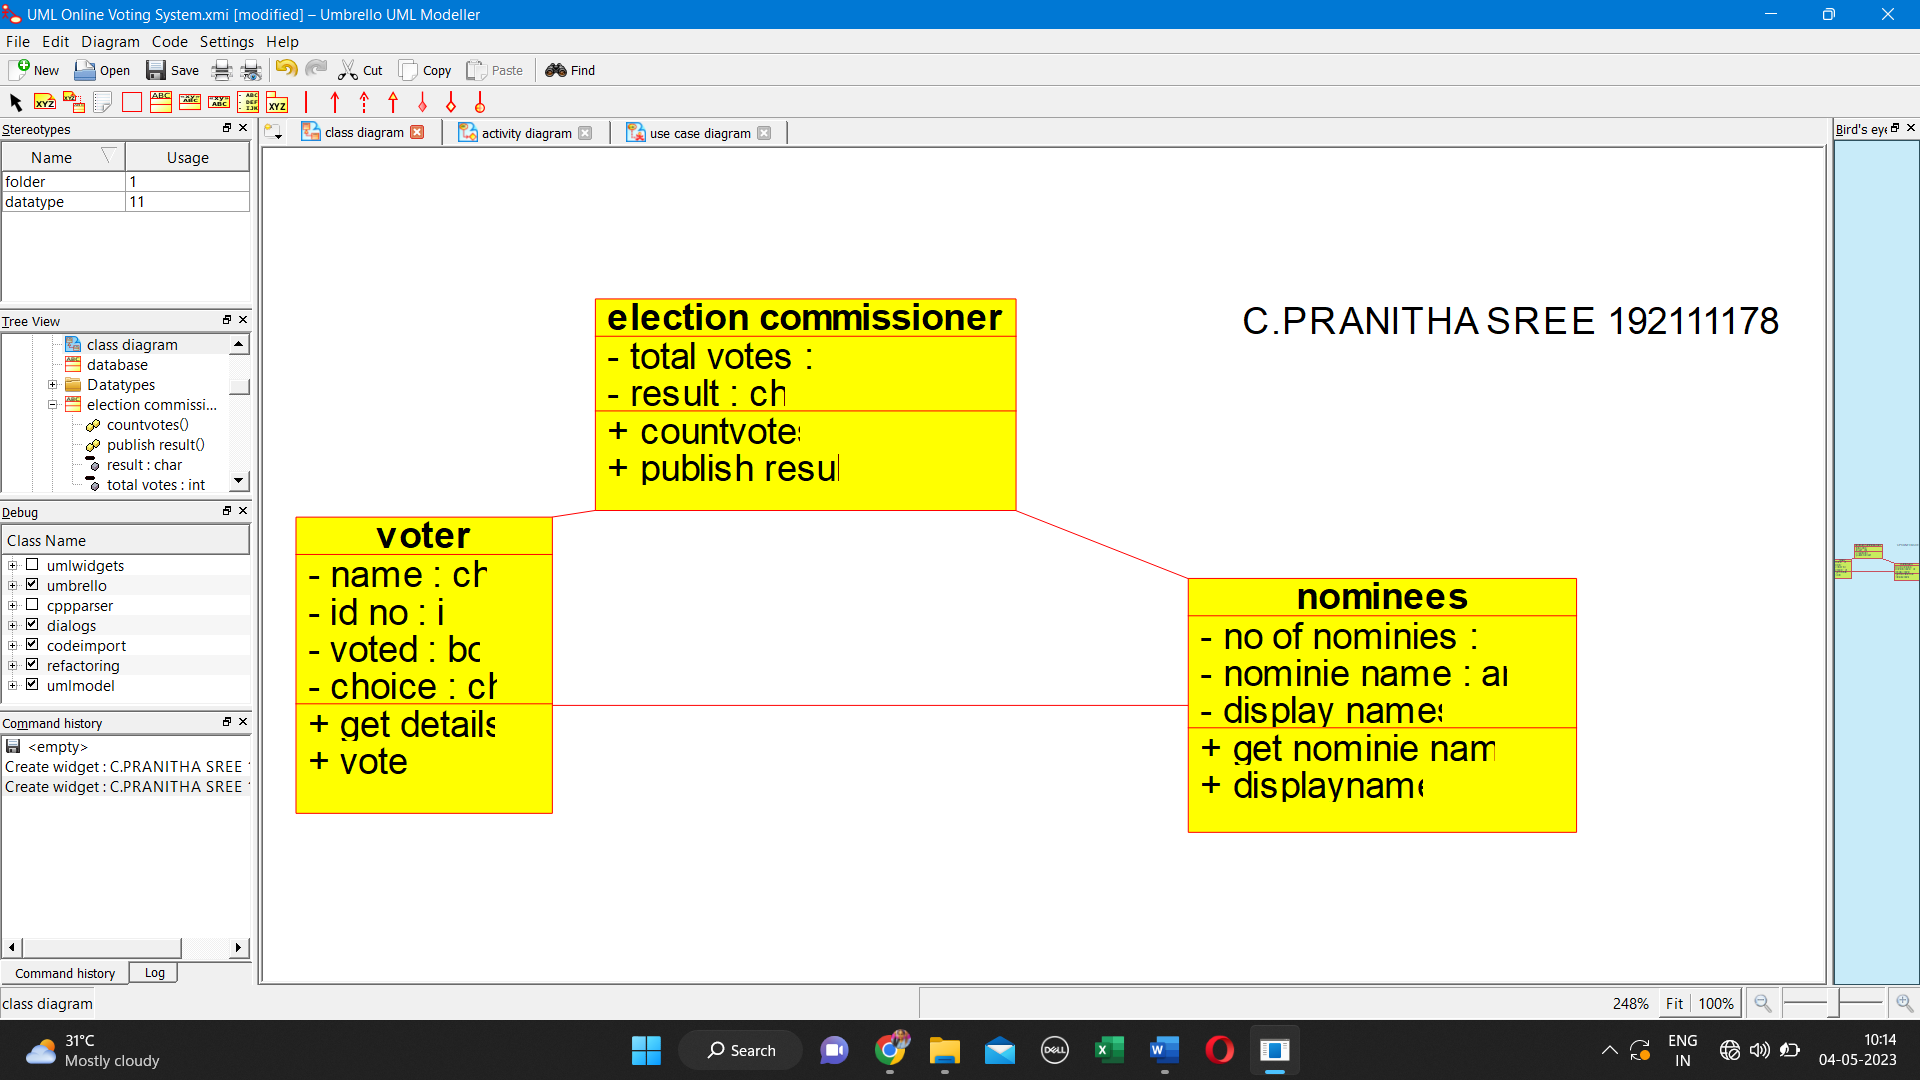 UML Online Voting System.xmi [modified] – Umbrello UML Modeller
File Edit Diagram Code Settings Help
New Open Save Cut Copy Paste Find
Stereotypes
Name Usage
folder 1
datatype 11
Tree View
class diagram
database
Datatypes
election commissi...
countvotes()
publish result()
result : char
total votes : int
Debug
Class Name
umlwidgets
umbrello
cppparser
dialogs
codeimport
refactoring
umlmodel
Command history
<empty>
Create widget : C.PRANITHA SREE
Create widget : C.PRANITHA SREE
Command history Log
class diagram
class diagram activity diagram use case diagram
election commissioner
- total votes :
- result : ch
+ countvotes
+ publish resul
C.PRANITHA SREE 192111178
voter
- name : ch
- id no : i
- voted : bo
- choice : ch
+ get details
+ vote
nominees
- no of nominies :
- nominie name : ar
- display names
+ get nominie nam
+ displayname
Bird's eye
248% Fit 100%
31°C
Mostly cloudy
Search
DELL
ENG
IN
10:14
04-05-2023